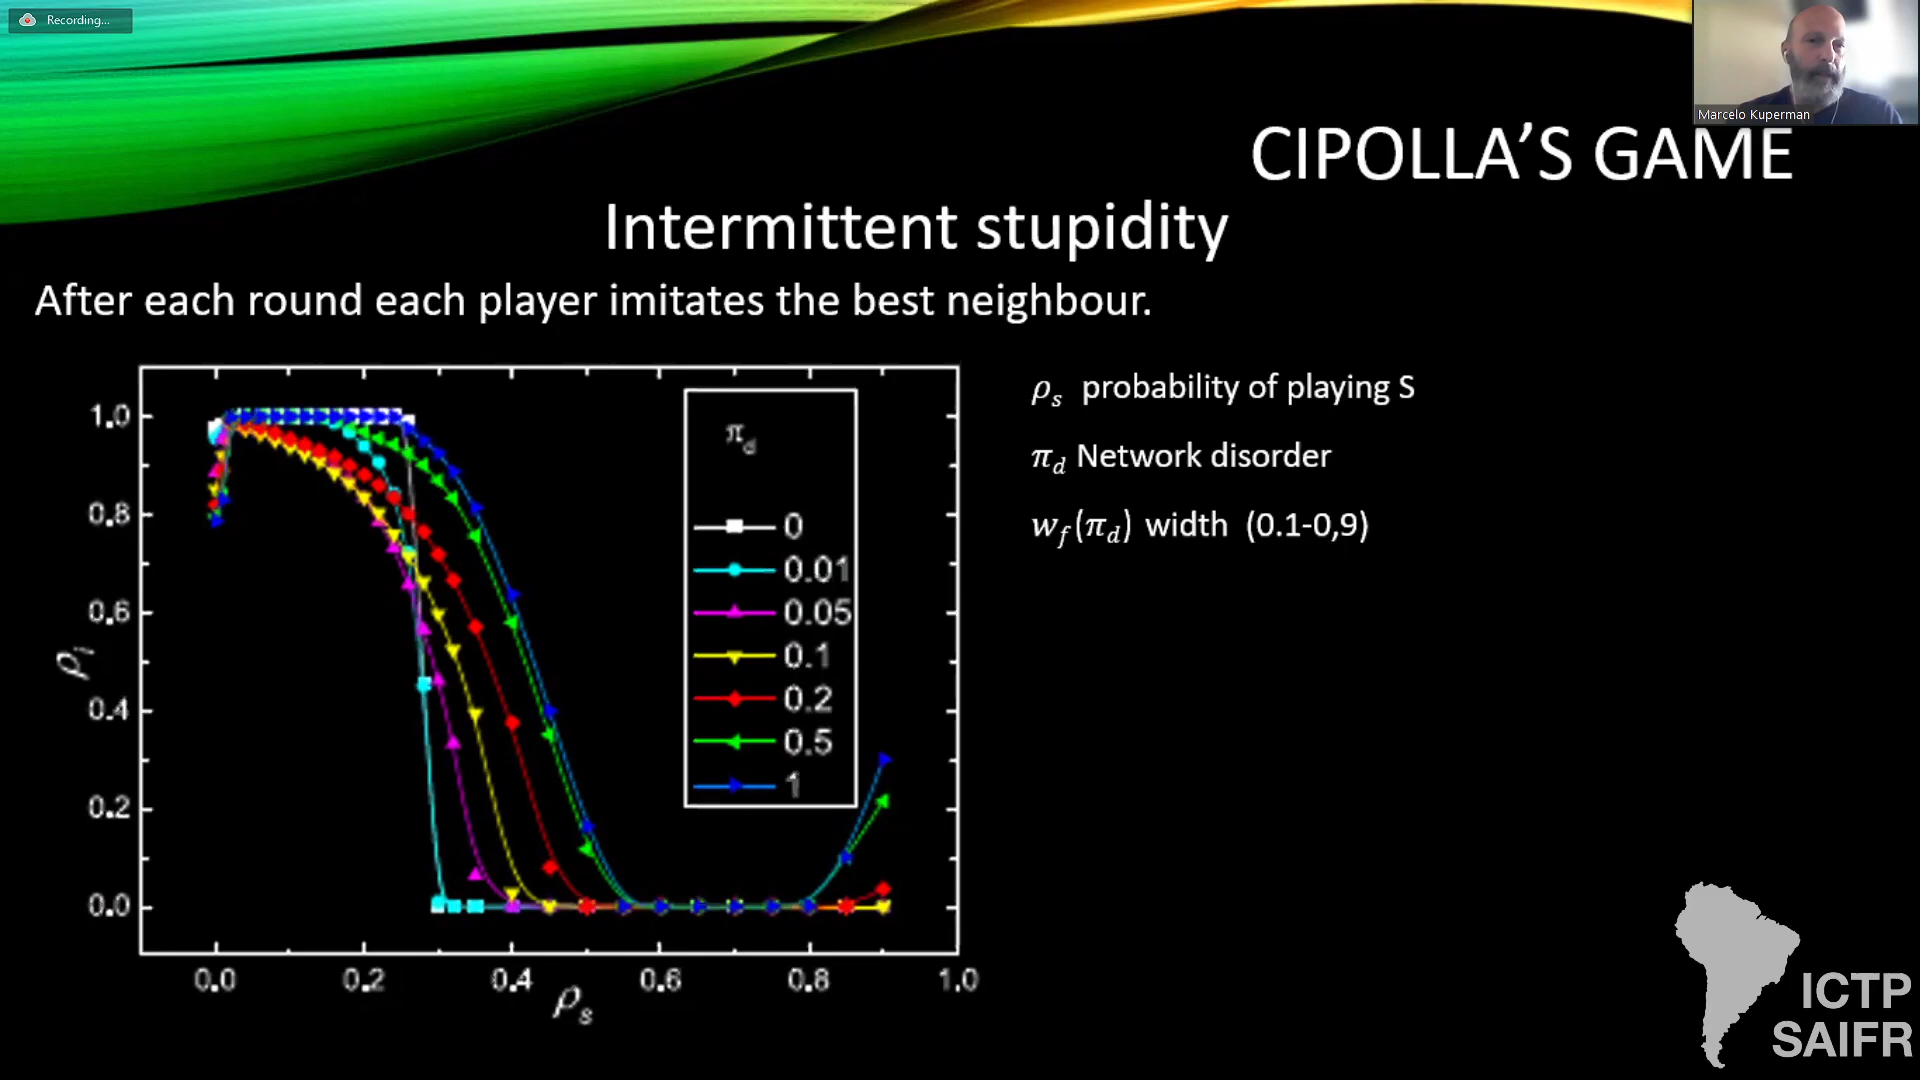 Recording...
Marcelo Kuperman
CIPOLLA'S GAME
Intermittent stupidity
After each round each player imitates the best neighbour.
ρs probability of playing S
πd Network disorder
wf(πd) width (0.1-0,9)
1.0
0.8
0.6
0.4
0.2
0.0
ρi
πd
0
0.01
0.05
0.1
0.2
0.5
1
0.0 0.2 0.4 0.6 0.8 1.0
ρs
ICTP
SAIFR